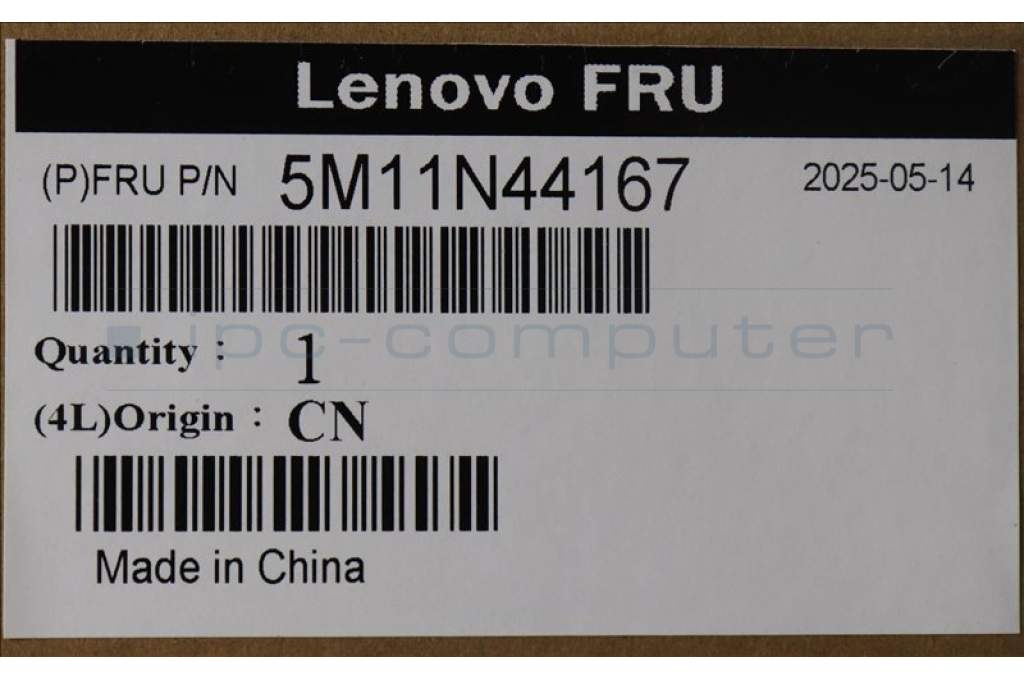 Lenovo FRU
(P)FRU P/N 5M11N44167 2025-05-14
ipc-computer
Quantity : 1
(4L)Origin : CN
Made in China